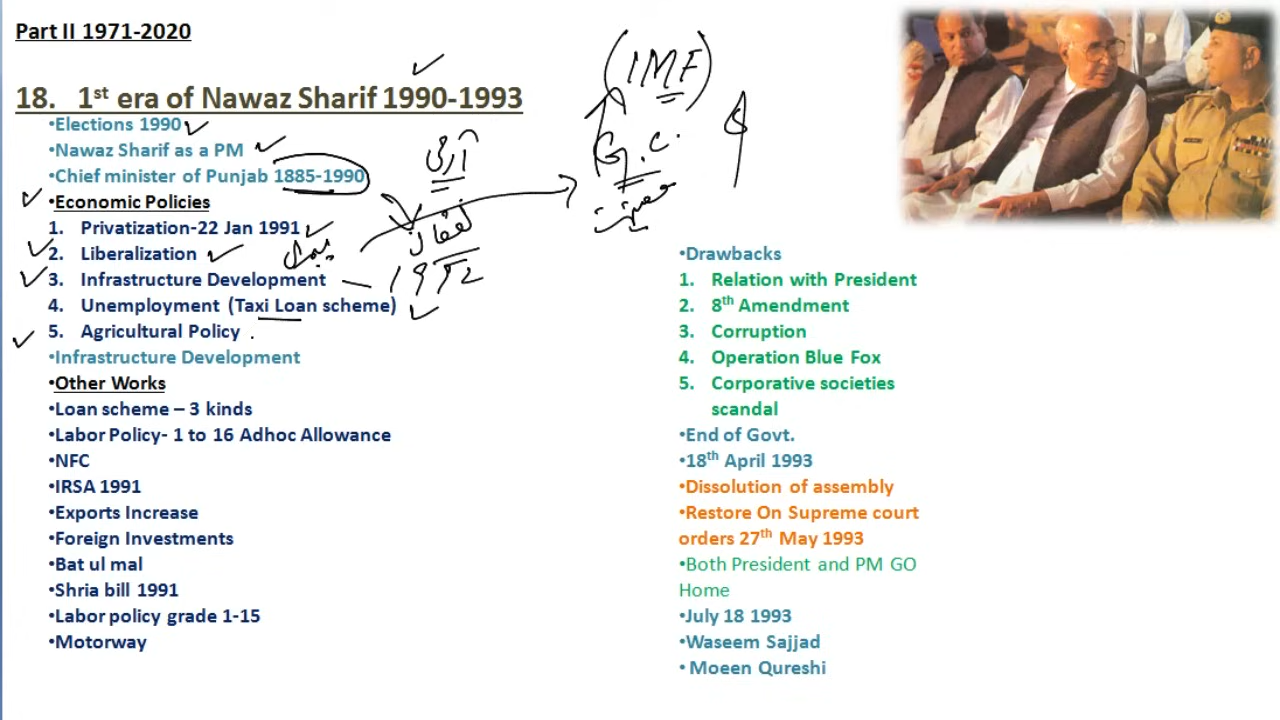 Part II 1971-2020
18. 1st era of Nawaz Sharif 1990-1993
•Elections 1990
•Nawaz Sharif as a PM
•Chief minister of Punjab 1885-1990
•Economic Policies
1. Privatization-22 Jan 1991
2. Liberalization
3. Infrastructure Development
4. Unemployment (Taxi Loan scheme)
5. Agricultural Policy
•Infrastructure Development
•Other Works
•Loan scheme – 3 kinds
•Labor Policy- 1 to 16 Adhoc Allowance
•NFC
•IRSA 1991
•Exports Increase
•Foreign Investments
•Bat ul mal
•Shria bill 1991
•Labor policy grade 1-15
•Motorway
(IMF)
G.C.
1992
•Drawbacks
1. Relation with President
2. 8th Amendment
3. Corruption
4. Operation Blue Fox
5. Corporative societies
scandal
•End of Govt.
•18th April 1993
•Dissolution of assembly
•Restore On Supreme court
orders 27th May 1993
•Both President and PM GO
Home
•July 18 1993
•Waseem Sajjad
• Moeen Qureshi